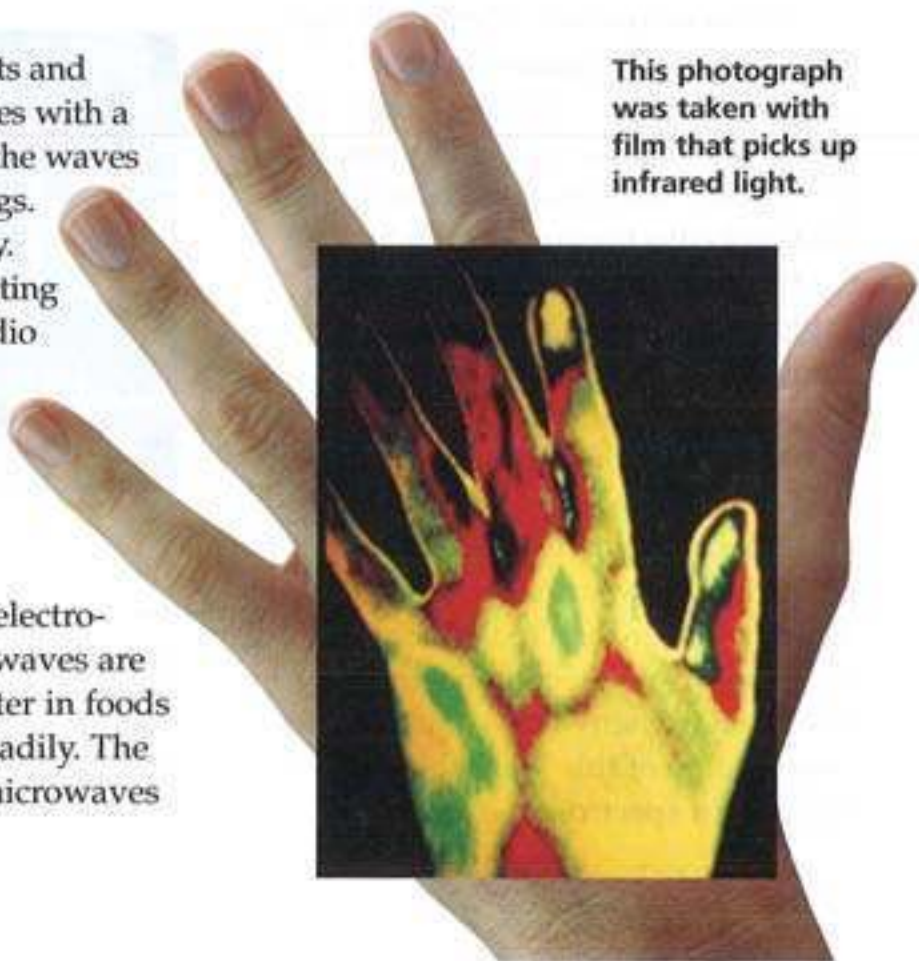 ts and
es with a
he waves
gs.
y.
ting
dio
electro-
waves are
ter in foods
adily. The
nicrowaves
This photograph
was taken with
film that picks up
infrared light.